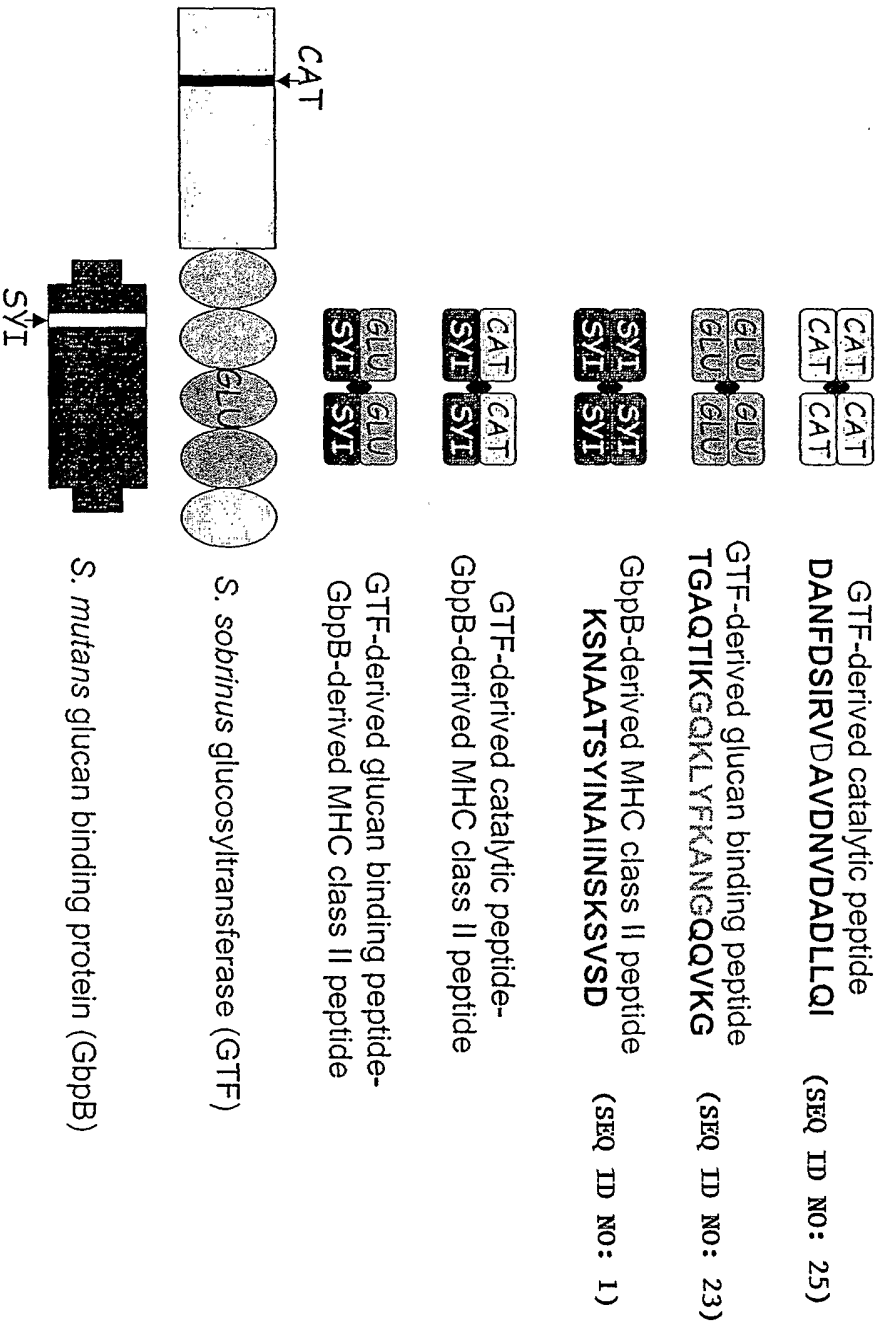 CAT CAT GTF-derived catalytic peptide
CAT CAT DANFDSIRVDAVDNVDADLLQI (SEQ ID NO: 25)
GLU GLU GTF-derived glucan binding peptide
GLU GLU TGAQTIKGQKLYFKANGQQVKG (SEQ ID NO: 23)
SYI SYI GbpB-derived MHC class II peptide
SYI SYI KSNAATSYINAIINSKSVSD (SEQ ID NO: 1)
CAT CAT GTF-derived catalytic peptide-
SYI SYI GbpB-derived MHC class II peptide
GLU GLU GTF-derived glucan binding peptide-
SYI SYI GbpB-derived MHC class II peptide
CAT
GLU S. sobrinus glucosyltransferase (GTF)
S. mutans glucan binding protein (GbpB)
SYI